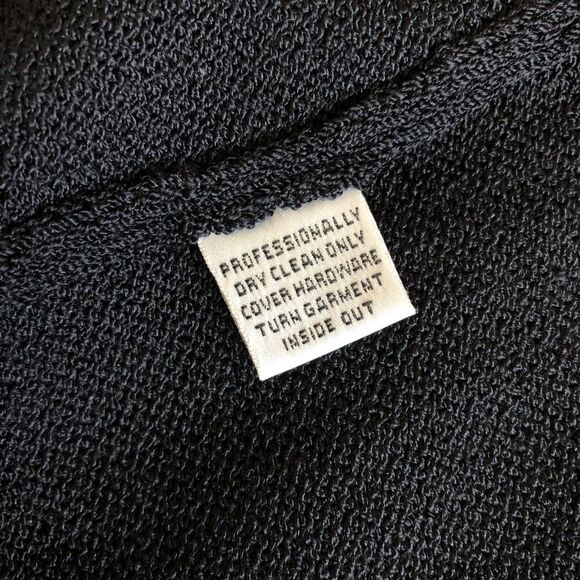 PROFESSIONALLY
DRY CLEAN ONLY
COVER HARDWARE
TURN GARMENT
INSIDE OUT